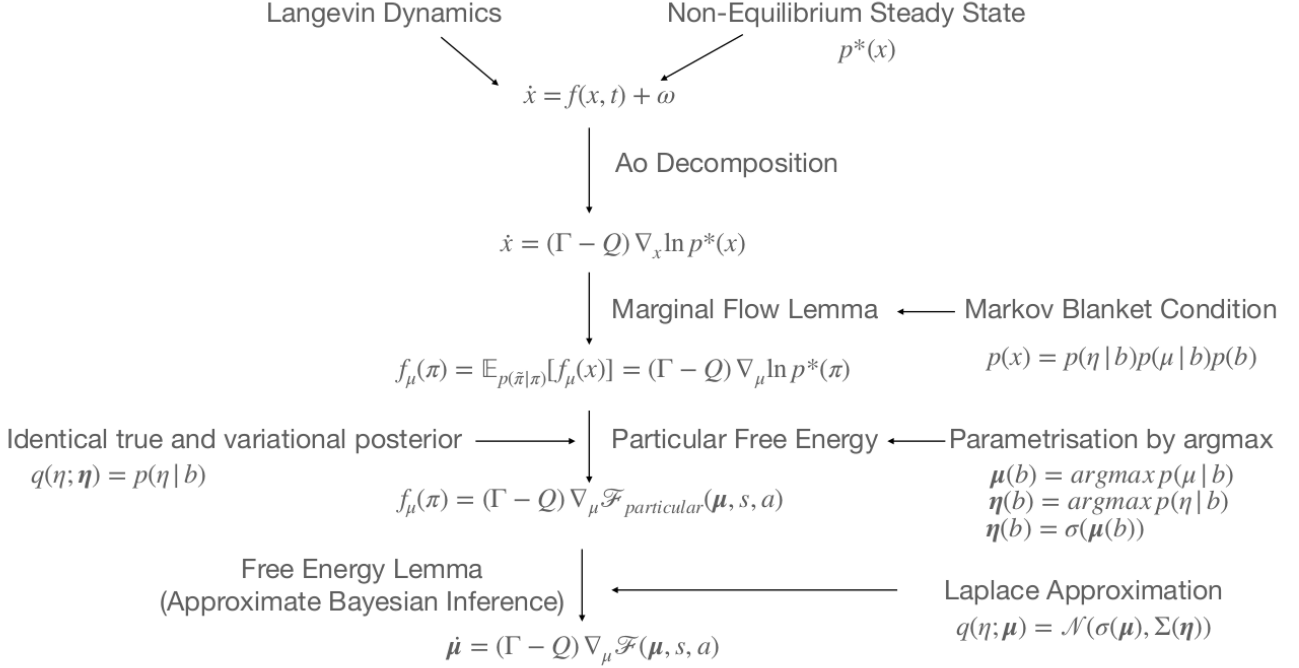 Langevin Dynamics
Non-Equilibrium Steady State
p*(x)
ẋ = f(x, t) + ω
Ao Decomposition
ẋ = (Γ − Q) ∇ₓ ln p*(x)
Marginal Flow Lemma
Markov Blanket Condition
p(x) = p(η | b)p(μ | b)p(b)
f_μ(π) = 𝔼_{p(π̃|π)}[f_μ(x)] = (Γ − Q) ∇_μ ln p*(π)
Identical true and variational posterior
q(η; 𝛈) = p(η | b)
Particular Free Energy
Parametrisation by argmax
𝛍(b) = argmax p(μ | b)
𝛈(b) = argmax p(η | b)
𝛈(b) = σ(𝛍(b))
f_μ(π) = (Γ − Q) ∇_μ ℱ_{particular}(𝛍, s, a)
Free Energy Lemma
(Approximate Bayesian Inference)
Laplace Approximation
q(η; 𝛍) = 𝒩(σ(𝛍), Σ(𝛈))
𝛍̇ = (Γ − Q) ∇_μ ℱ(𝛍, s, a)